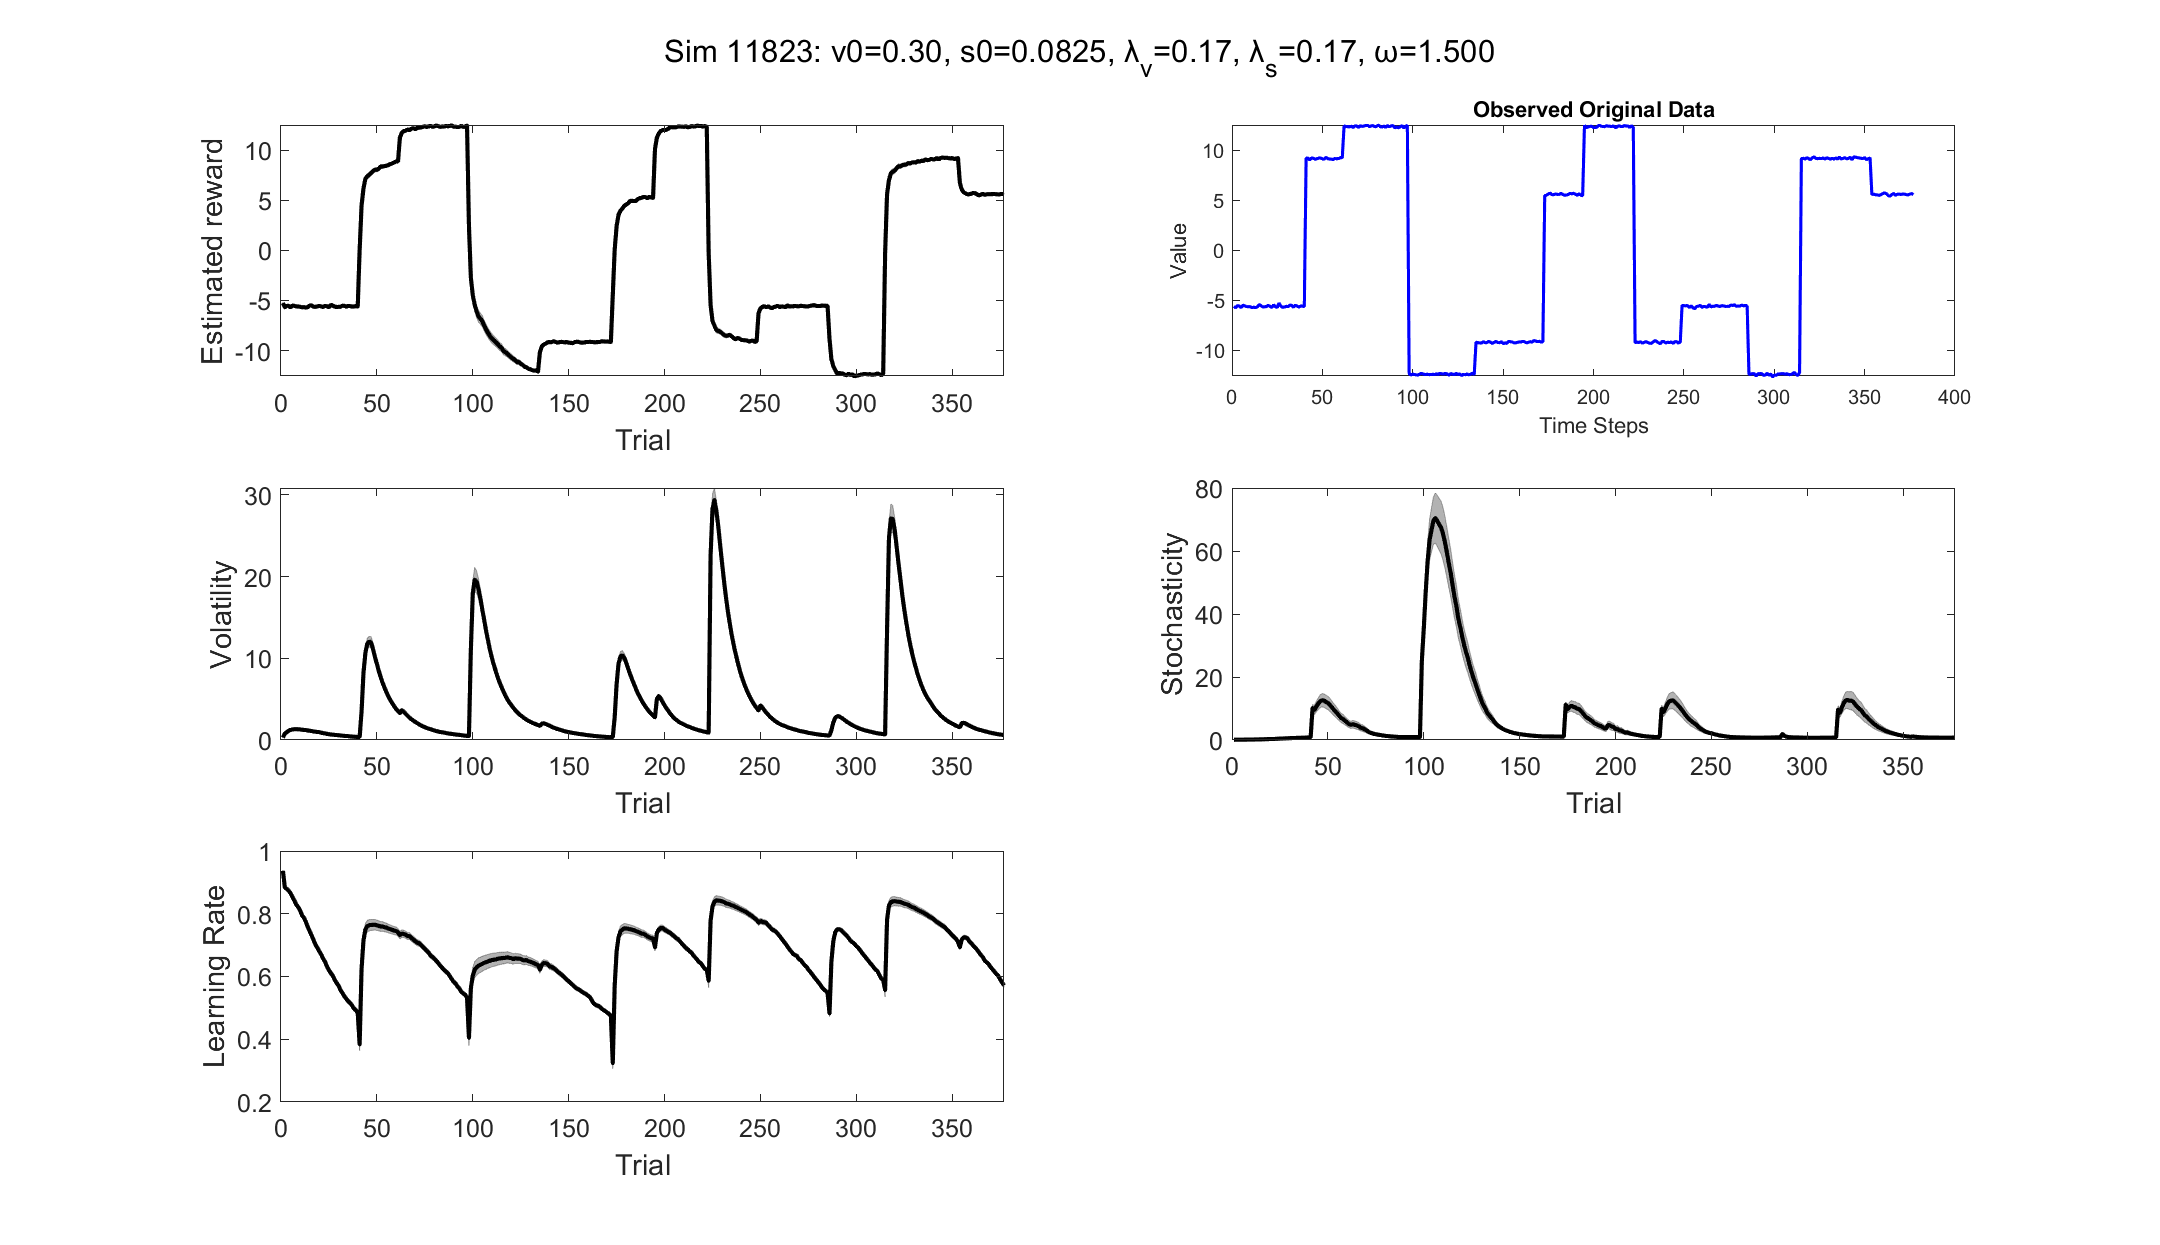 Sim 11823: v0=0.30, s0=0.0825, λ_v=0.17, λ_s=0.17, ω=1.500
Estimated reward
10
5
0
-5
-10
0 50 100 150 200 250 300 350
Trial
Observed Original Data
Value
10
5
0
-5
-10
0 50 100 150 200 250 300 350 400
Time Steps
Volatility
30
20
10
0
0 50 100 150 200 250 300 350
Trial
Stochasticity
80
60
40
20
0
0 50 100 150 200 250 300 350
Trial
Learning Rate
1
0.8
0.6
0.4
0.2
0 50 100 150 200 250 300 350
Trial